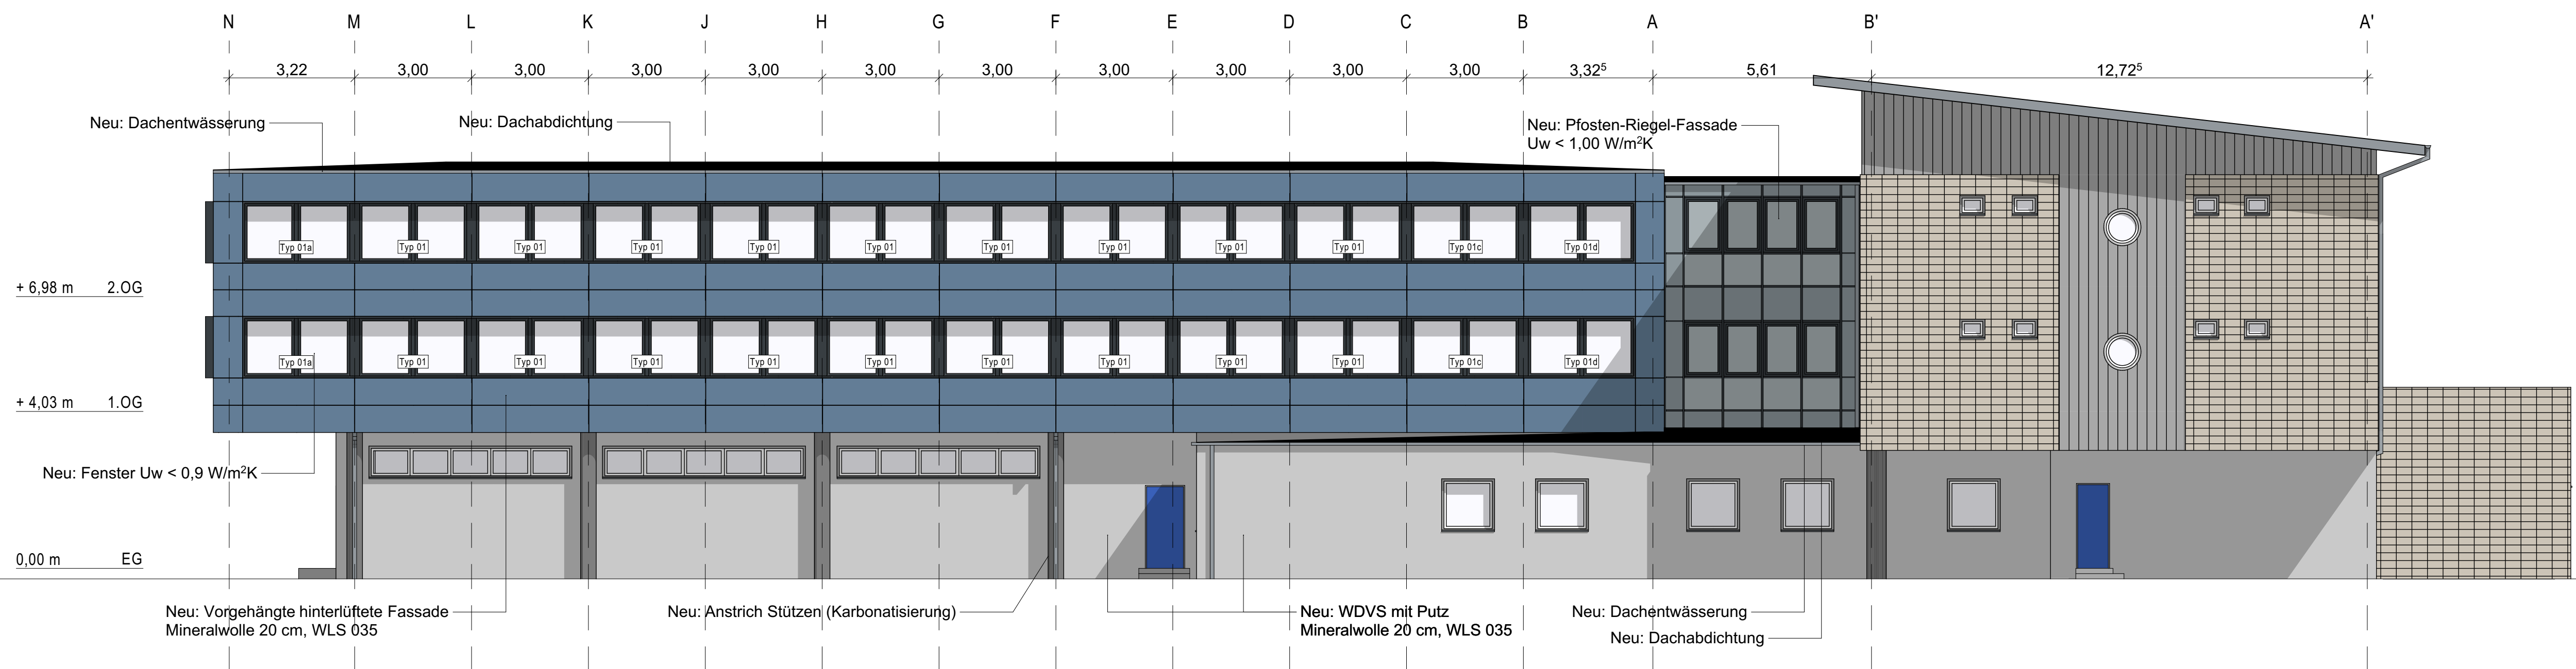 N M L K J H G F E D C B A B' A'
3,22 3,00 3,00 3,00 3,00 3,00 3,00 3,00 3,00 3,00 3,00 3,32⁵ 5,61 12,72⁵
Neu: Dachentwässerung
Neu: Dachabdichtung
Neu: Pfosten-Riegel-Fassade
Uw < 1,00 W/m²K
Typ 01a Typ 01 Typ 01 Typ 01 Typ 01 Typ 01 Typ 01 Typ 01 Typ 01 Typ 01 Typ 01c Typ 01d
+ 6,98 m 2.OG
Typ 01a Typ 01 Typ 01 Typ 01 Typ 01 Typ 01 Typ 01 Typ 01 Typ 01 Typ 01 Typ 01c Typ 01d
+ 4,03 m 1.OG
Neu: Fenster Uw < 0,9 W/m²K
0,00 m EG
Neu: Vorgehängte hinterlüftete Fassade
Mineralwolle 20 cm, WLS 035
Neu: Anstrich Stützen (Karbonatisierung)
Neu: WDVS mit Putz
Mineralwolle 20 cm, WLS 035
Neu: Dachentwässerung
Neu: Dachabdichtung